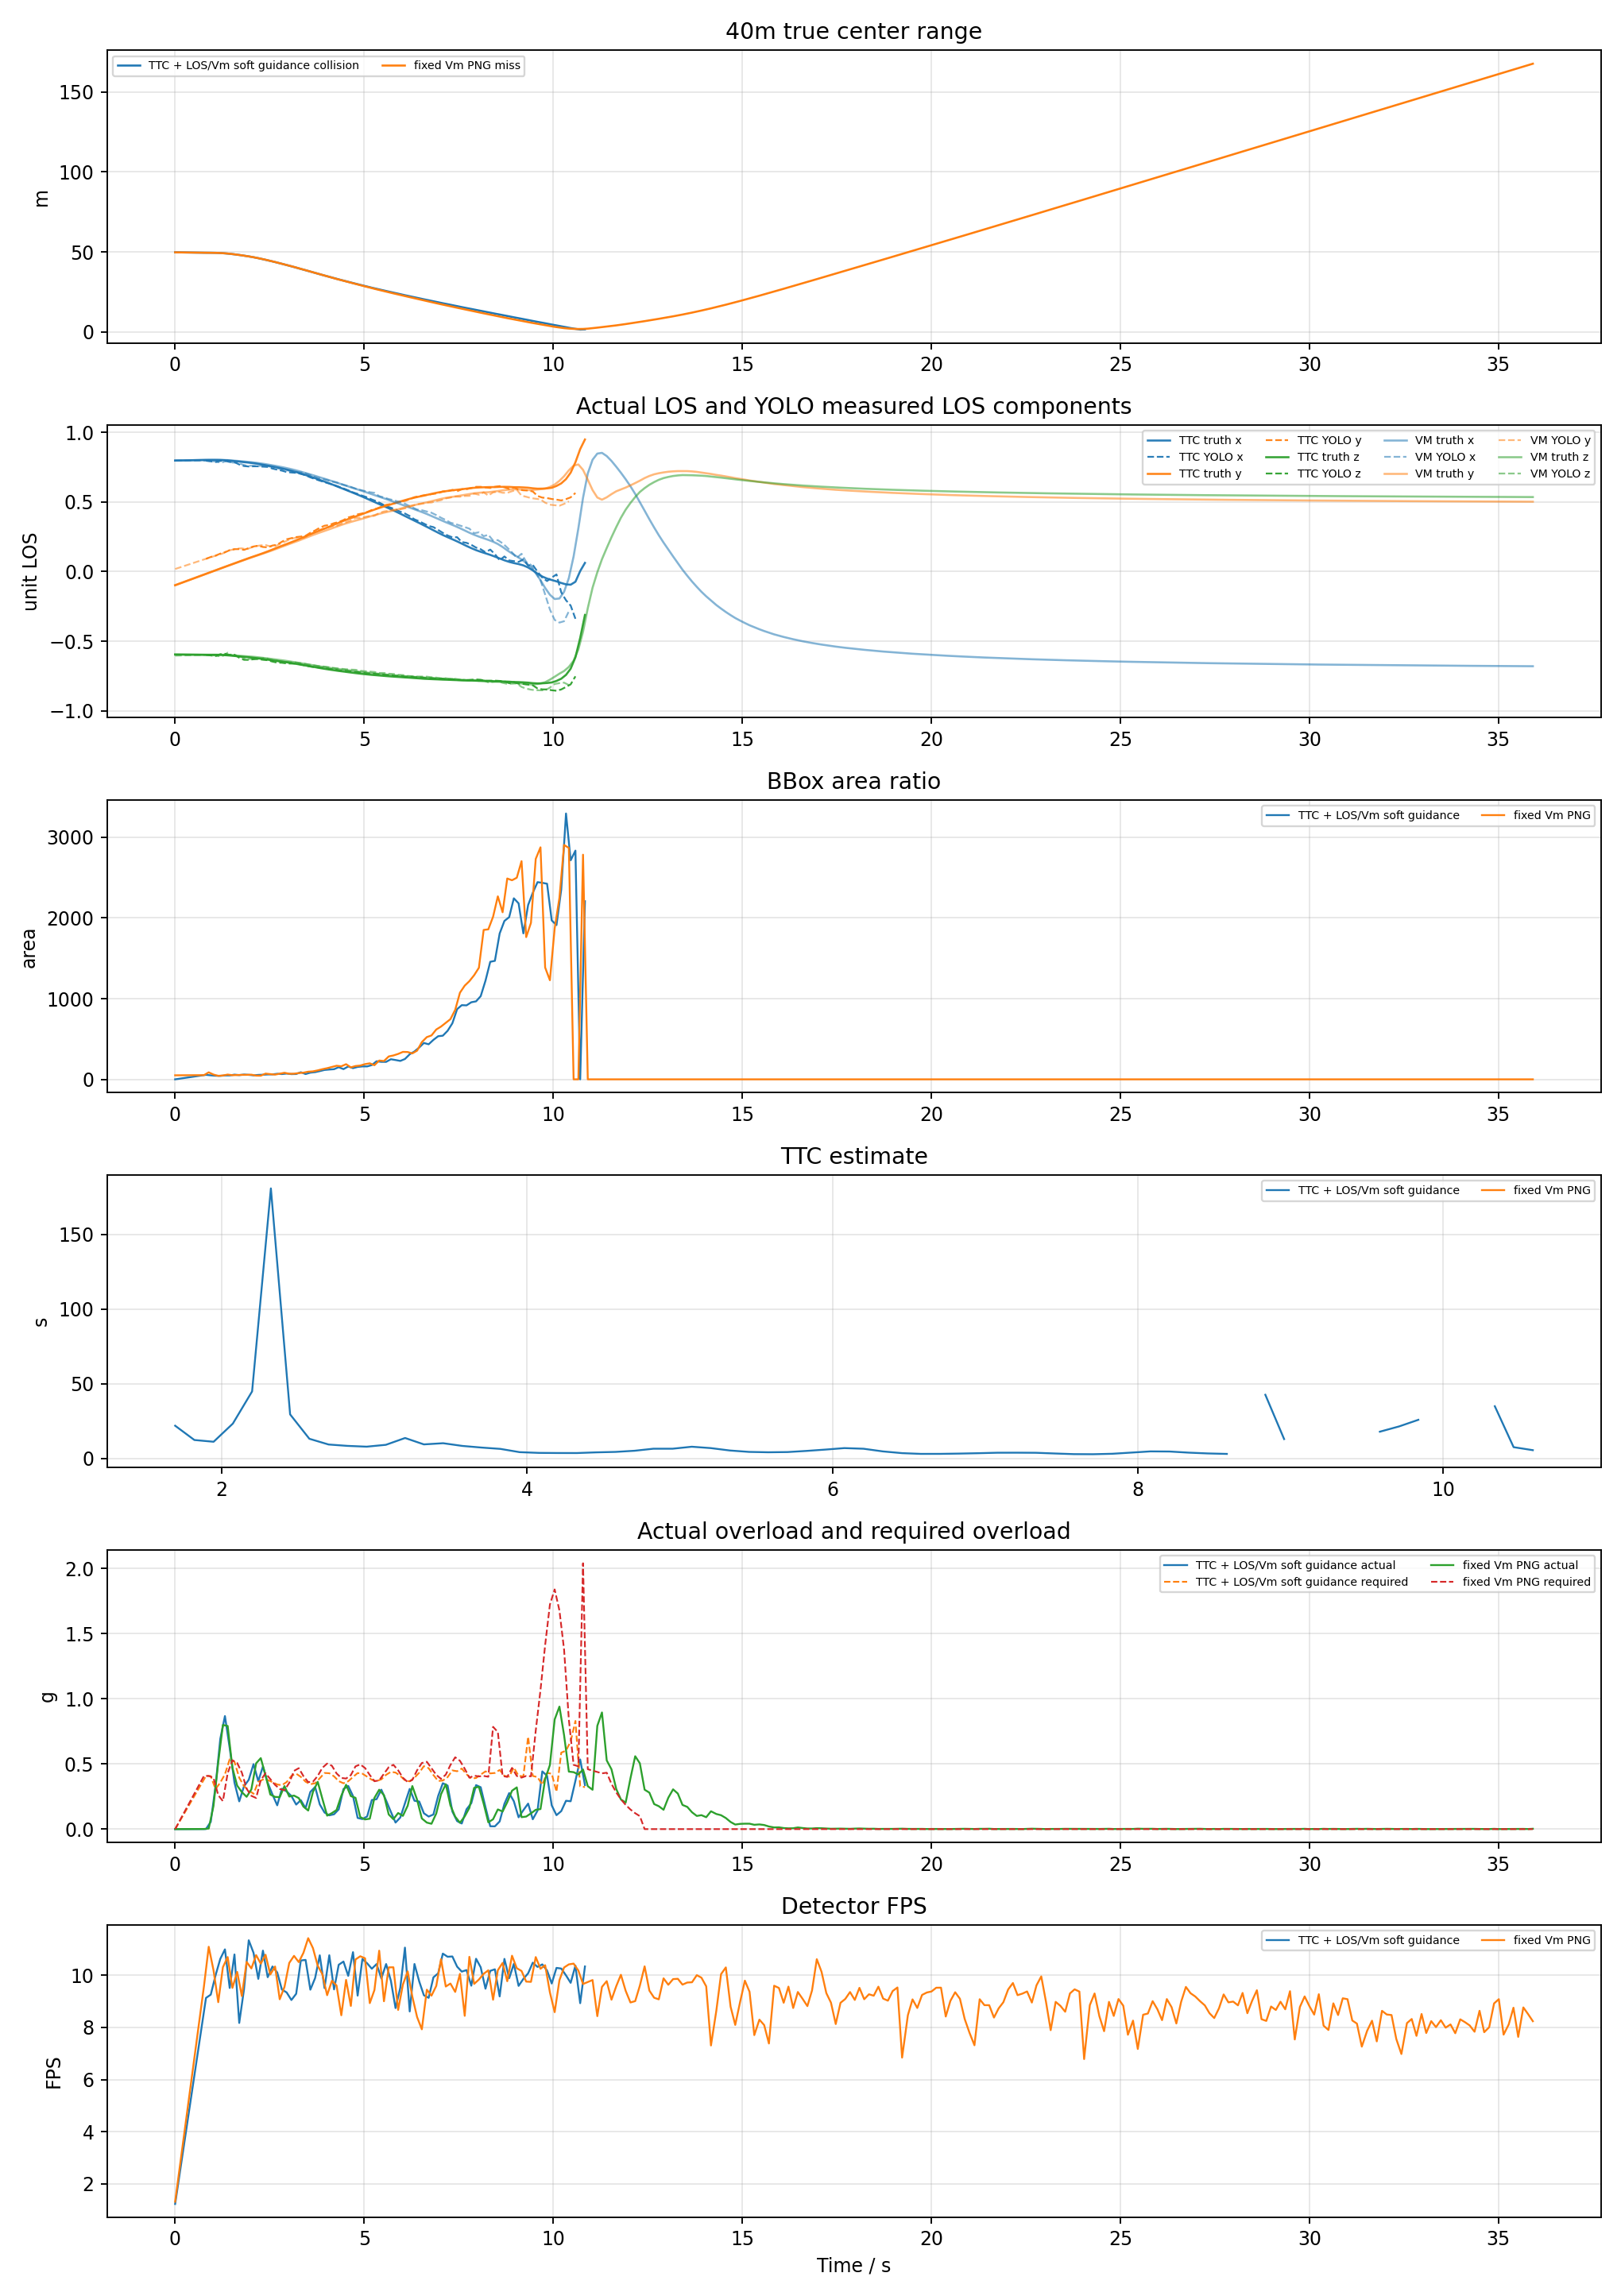 40m true center range
TTC + LOS/Vm soft guidance collision
fixed Vm PNG miss
150
100
50
0
m
0 5 10 15 20 25 30 35
Actual LOS and YOLO measured LOS components
TTC truth x
TTC YOLO x
TTC truth y
TTC YOLO y
TTC truth z
TTC YOLO z
VM truth x
VM YOLO x
VM truth y
VM YOLO y
VM truth z
VM YOLO z
1.0
0.5
0.0
−0.5
−1.0
unit LOS
0 5 10 15 20 25 30 35
BBox area ratio
TTC + LOS/Vm soft guidance
fixed Vm PNG
3000
2000
1000
0
area
0 5 10 15 20 25 30 35
TTC estimate
TTC + LOS/Vm soft guidance
fixed Vm PNG
150
100
50
0
s
2 4 6 8 10
Actual overload and required overload
TTC + LOS/Vm soft guidance actual
TTC + LOS/Vm soft guidance required
fixed Vm PNG actual
fixed Vm PNG required
2.0
1.5
1.0
0.5
0.0
g
0 5 10 15 20 25 30 35
Detector FPS
TTC + LOS/Vm soft guidance
fixed Vm PNG
10
8
6
4
2
FPS
0 5 10 15 20 25 30 35
Time / s